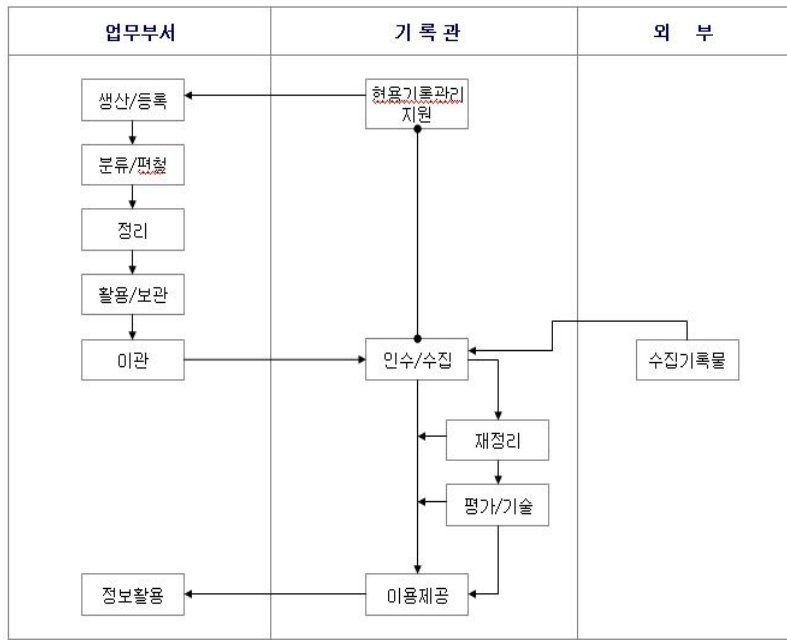 업무부서
기 록 관
외 부
생산/등록
현용기록관리
지원
분류/편철
정리
활용/보관
이관
인수/수집
수집기록물
재정리
평가/기술
정보활용
이용제공